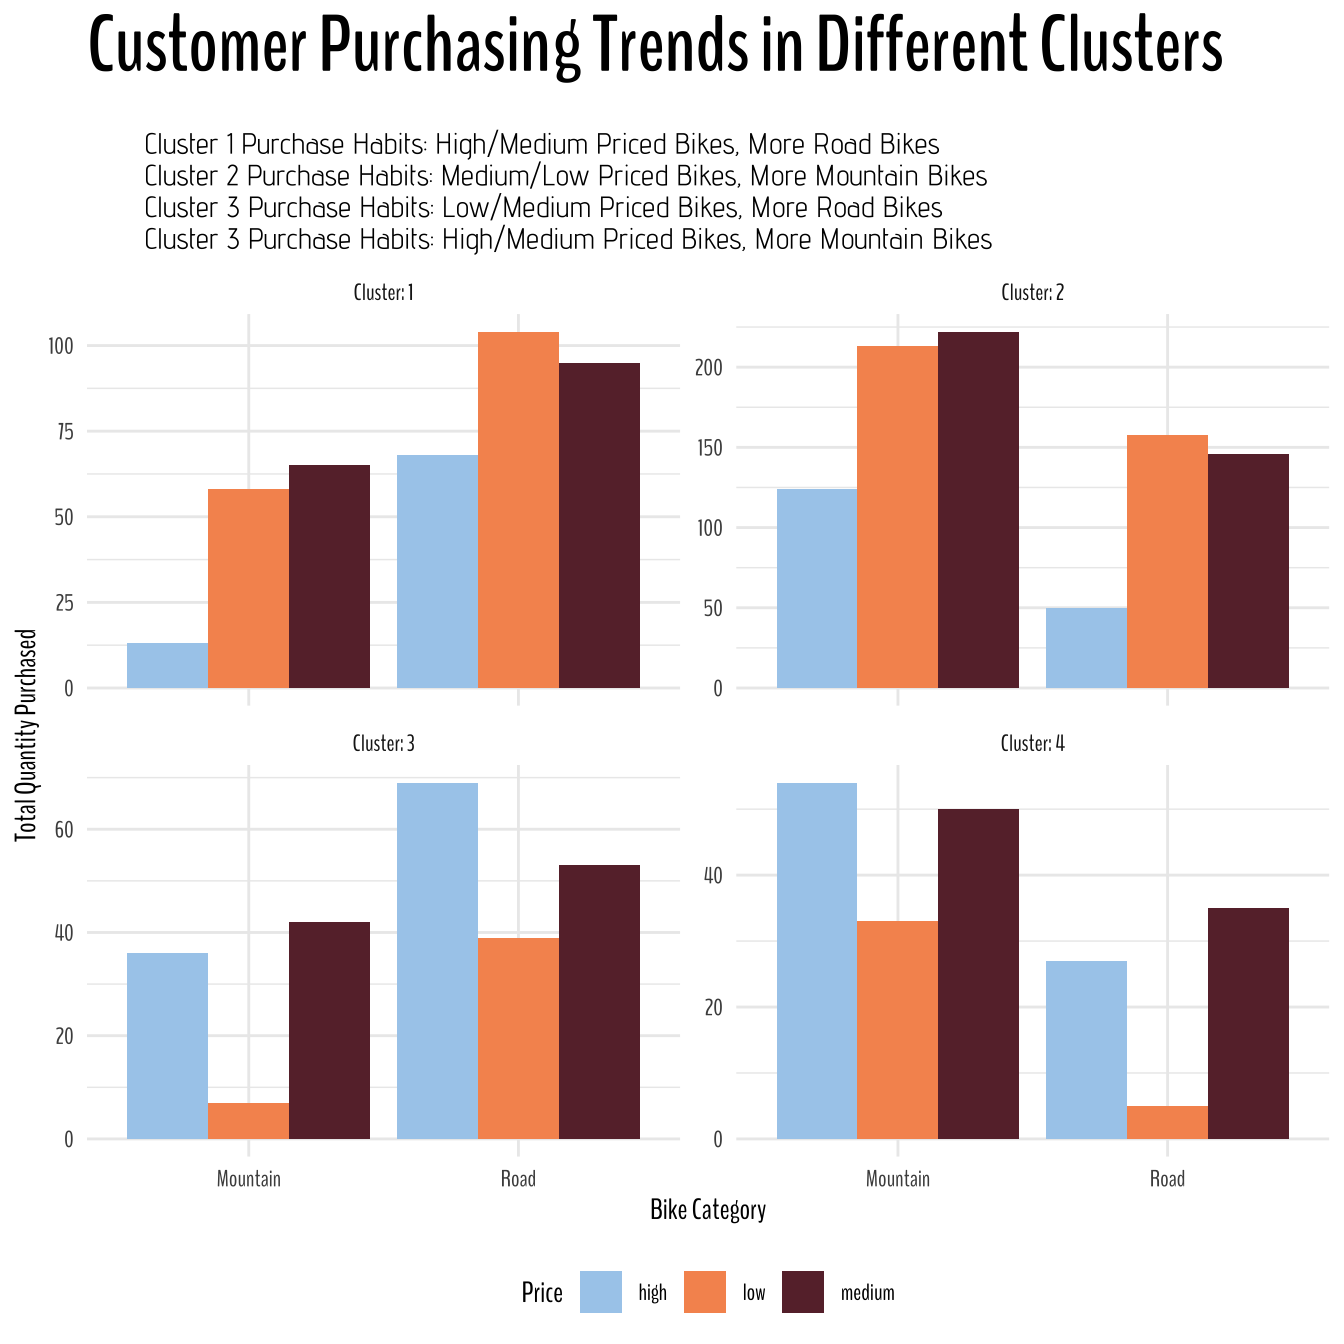 Customer Purchasing Trends in Different Clusters
Cluster 1 Purchase Habits: High/Medium Priced Bikes, More Road Bikes
Cluster 2 Purchase Habits: Medium/Low Priced Bikes, More Mountain Bikes
Cluster 3 Purchase Habits: Low/Medium Priced Bikes, More Road Bikes
Cluster 3 Purchase Habits: High/Medium Priced Bikes, More Mountain Bikes
Cluster: 1
100
75
50
25
0
Cluster: 2
200
150
100
50
0
Total Quantity Purchased
Cluster: 3
60
40
20
0
Cluster: 4
40
20
0
Mountain Road
Mountain Road
Bike Category
Price high low medium